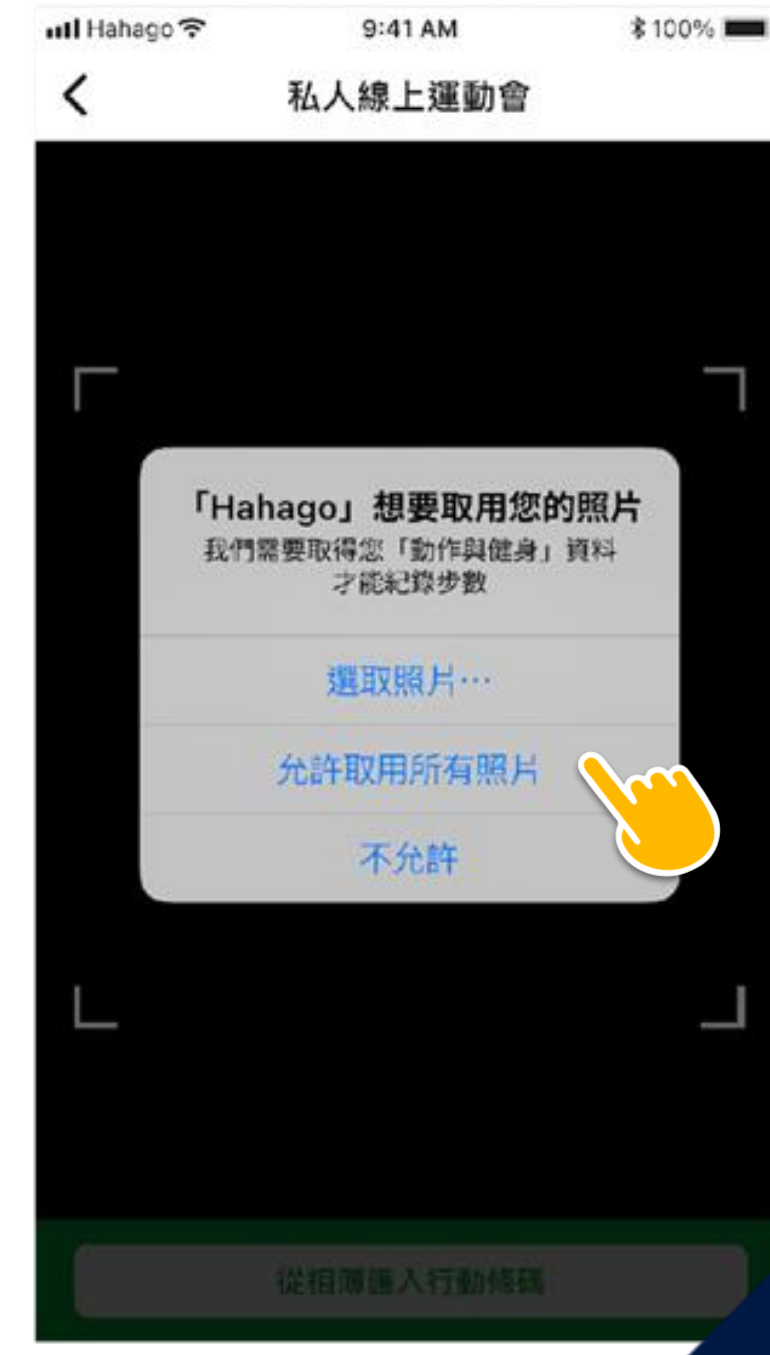 Hahago 9:41 AM 100%
私人線上運動會
「Hahago」想要取用您的照片
我們需要取得您「動作與健身」資料
才能紀錄步數
選取照片…
允許取用所有照片
不允許
從相簿匯入行動條碼